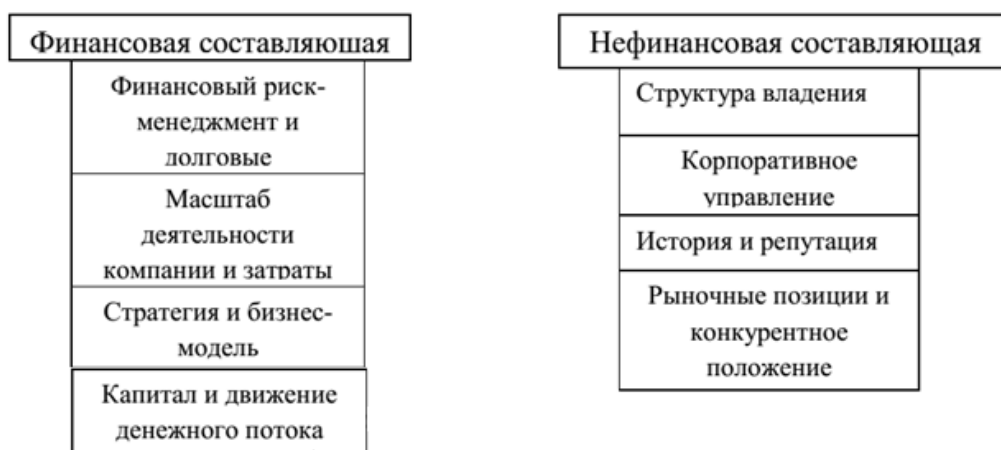 Финансовая составляюшая
Финансовый риск-
менеджмент и
долговые
Масштаб
деятельности
компании и затраты
Стратегия и бизнес-
модель
Капитал и движение
денежного потока
Нефинансовая составляющая
Структура владения
Корпоративное
управление
История и репутация
Рыночные позиции и
конкурентное
положение